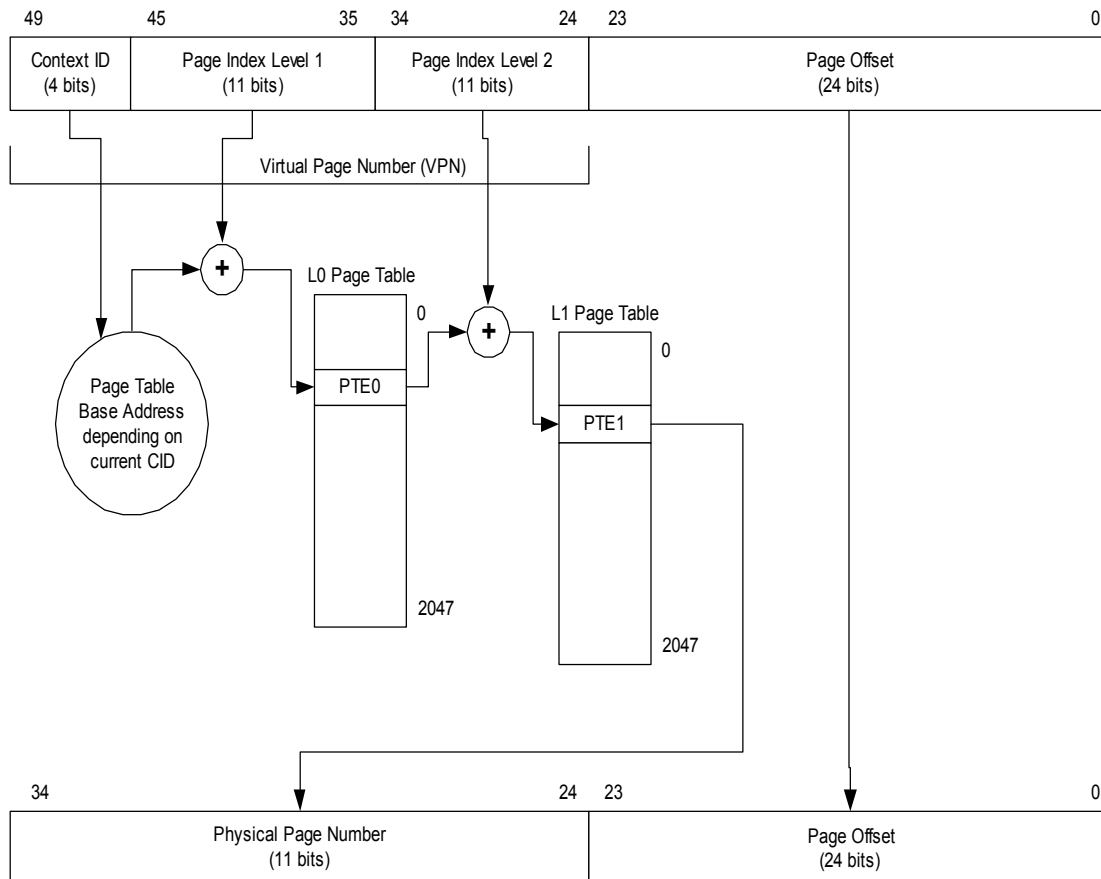 49 45 35 34 24 23 0
Context ID
(4 bits)
Page Index Level 1
(11 bits)
Page Index Level 2
(11 bits)
Page Offset
(24 bits)
Virtual Page Number (VPN)
+
L0 Page Table
0
PTE0
2047
+
L1 Page Table
0
PTE1
2047
Page Table
Base Address
depending on
current CID
34 24 23 0
Physical Page Number
(11 bits)
Page Offset
(24 bits)